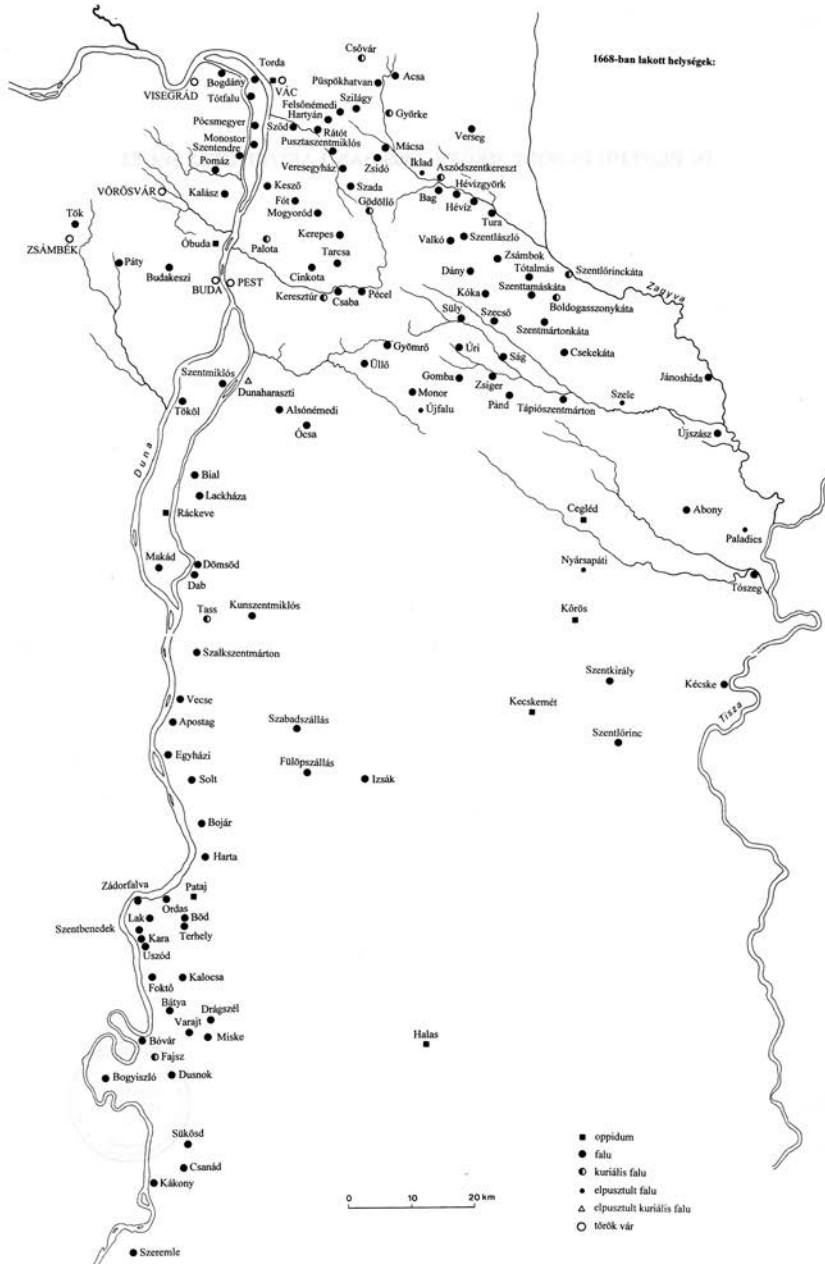 1668-ban lakott helységek:
Csővár
Torda
VÁC
Bogdány
VISEGRÁD
Tótfalu
Püspökhatvan
Acsa
Szilágy
Felsőnémedi
Hartyán
Györke
Pócsmegyer
Sződ
Rátót
Verseg
Monostor
Szentendre
Pusztaszentmiklós
Mácsa
Pomáz
Veresegyház
Zsidó
Iklad
Aszódszentkereszt
VÖRÖSVÁR
Kalász
Kesző
Szada
Hévízgyörk
Gödöllő
Bag
Fót
Hévíz
Mogyoród
Tura
Tök
ZSÁMBÉK
Óbuda
Palota
Kerepes
Valkó
Szentlászló
Tarcsa
Zsámbok
Páty
Budakeszi
Cinkota
Dány
Tótalmás
Szentlőrinckáta
Zagyva
BUDA
PEST
Keresztúr
Csaba
Pécel
Kóka
Szenttamáskáta
Boldogasszonykáta
Süly
Szecső
Szentmártonkáta
Gyömrő
Úri
Ság
Csekekáta
Szentmiklós
Dunaharaszti
Üllő
Gomba
Zsiger
Jánoshida
Tököl
Alsónémedi
Monor
Pánd
Tápiószentmárton
Szele
Újfalu
Ócsa
Újszász
Duna
Bial
Lackháza
Ráckeve
Cegléd
Abony
Paladics
Makád
Dömsöd
Dab
Nyársapáti
Tószeg
Tass
Kunszentmiklós
Kőrös
Szalkszentmárton
Szentkirály
Kécske
Vecse
Kecskemét
Tisza
Apostag
Szabadszállás
Szentlőrinc
Egyházi
Solt
Fülöpszállás
Izsák
Bojár
Harta
Zádorfalva
Pataj
Ordas
Lak
Böd
Szentbenedek
Terhely
Kara
Uszód
Foktő
Kalocsa
Bátya
Drágszél
Varajt
Bóvár
Miske
Halas
Fajsz
Bogyiszló
Dusnok
Sükösd
Csanád
Kákony
Szeremle
0 10 20 km
oppidum
falu
kuriális falu
elpusztult falu
elpusztult kuriális falu
török vár